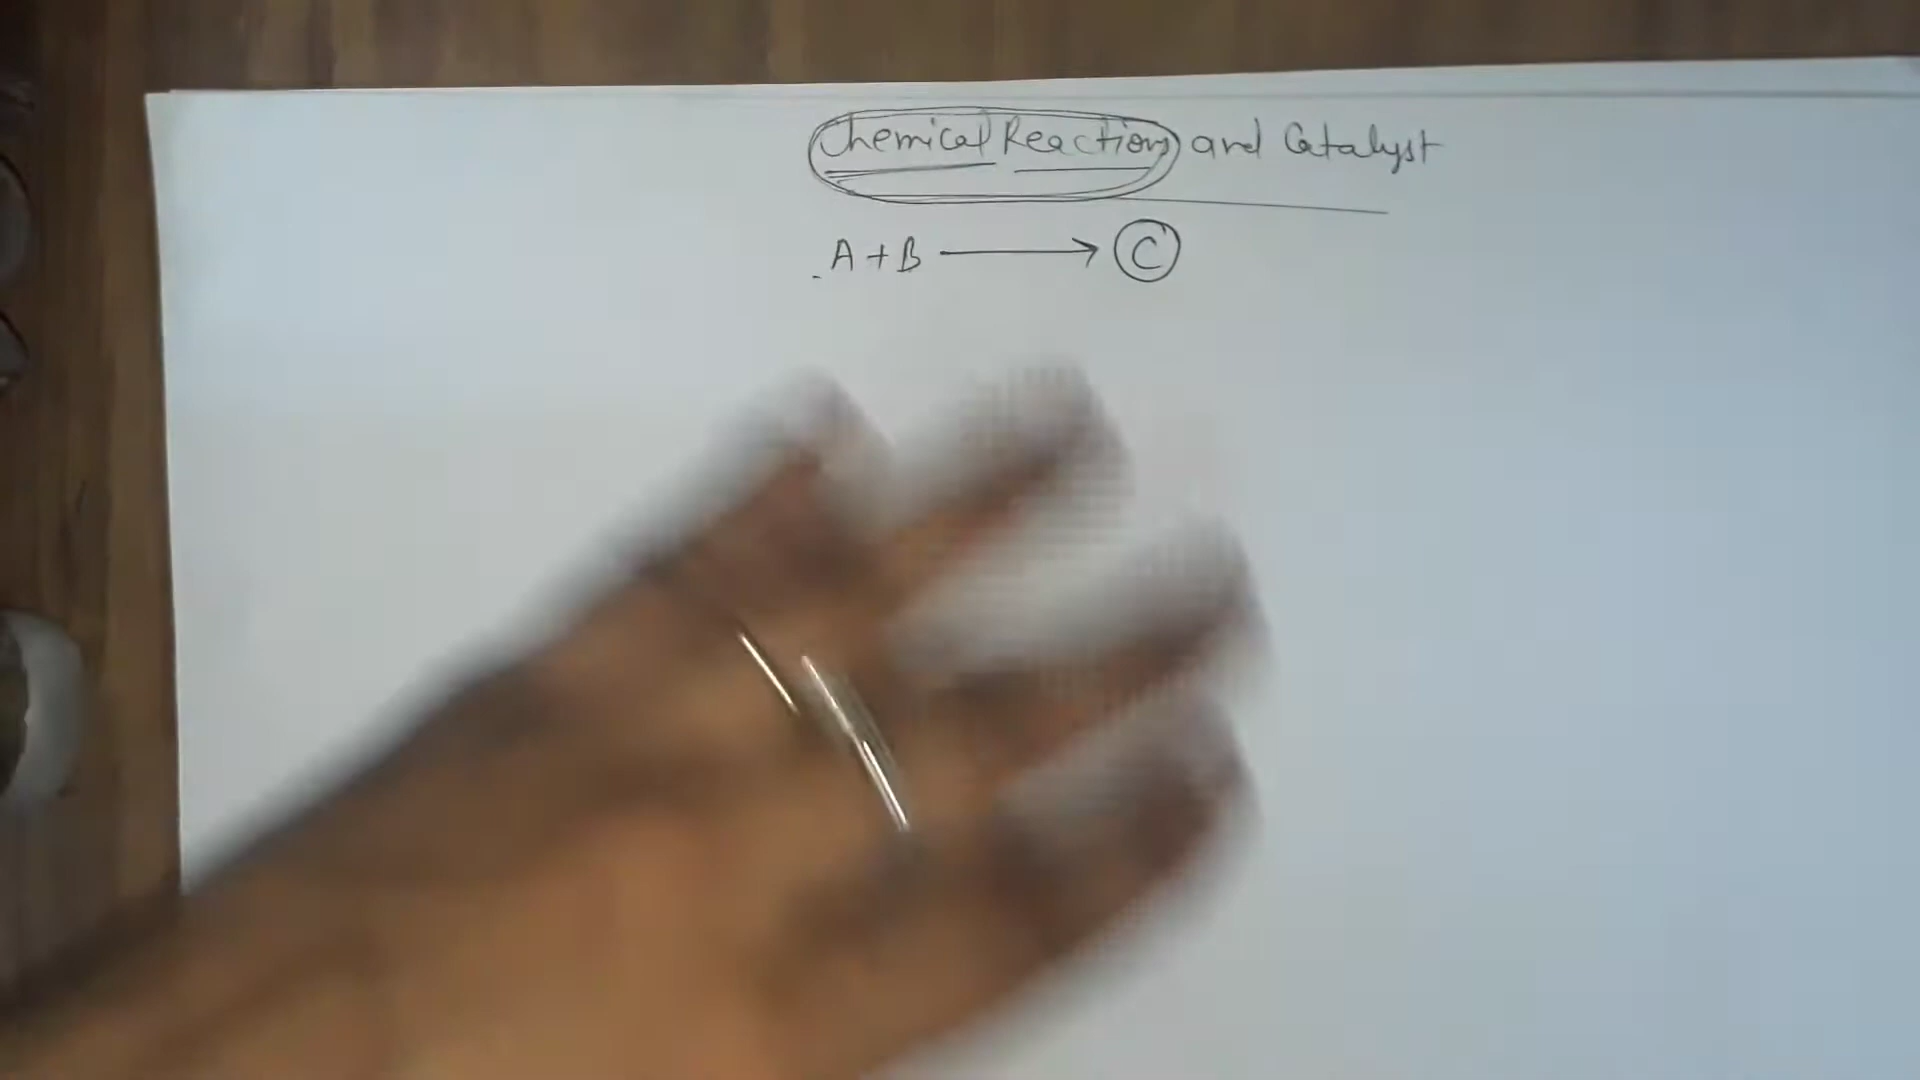 Chemical Reactions and Catalyst
A + B ⟶ C